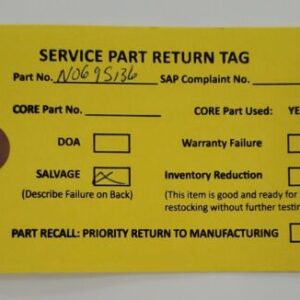 SERVICE PART RETURN TAG
Part No. N0695136 SAP Complaint No.
CORE Part No. CORE Part Used: YE
DOA Warranty Failure
SALVAGE Inventory Reduction
(Describe Failure on Back) (This item is good and ready for
restocking without further testin
PART RECALL: PRIORITY RETURN TO MANUFACTURING